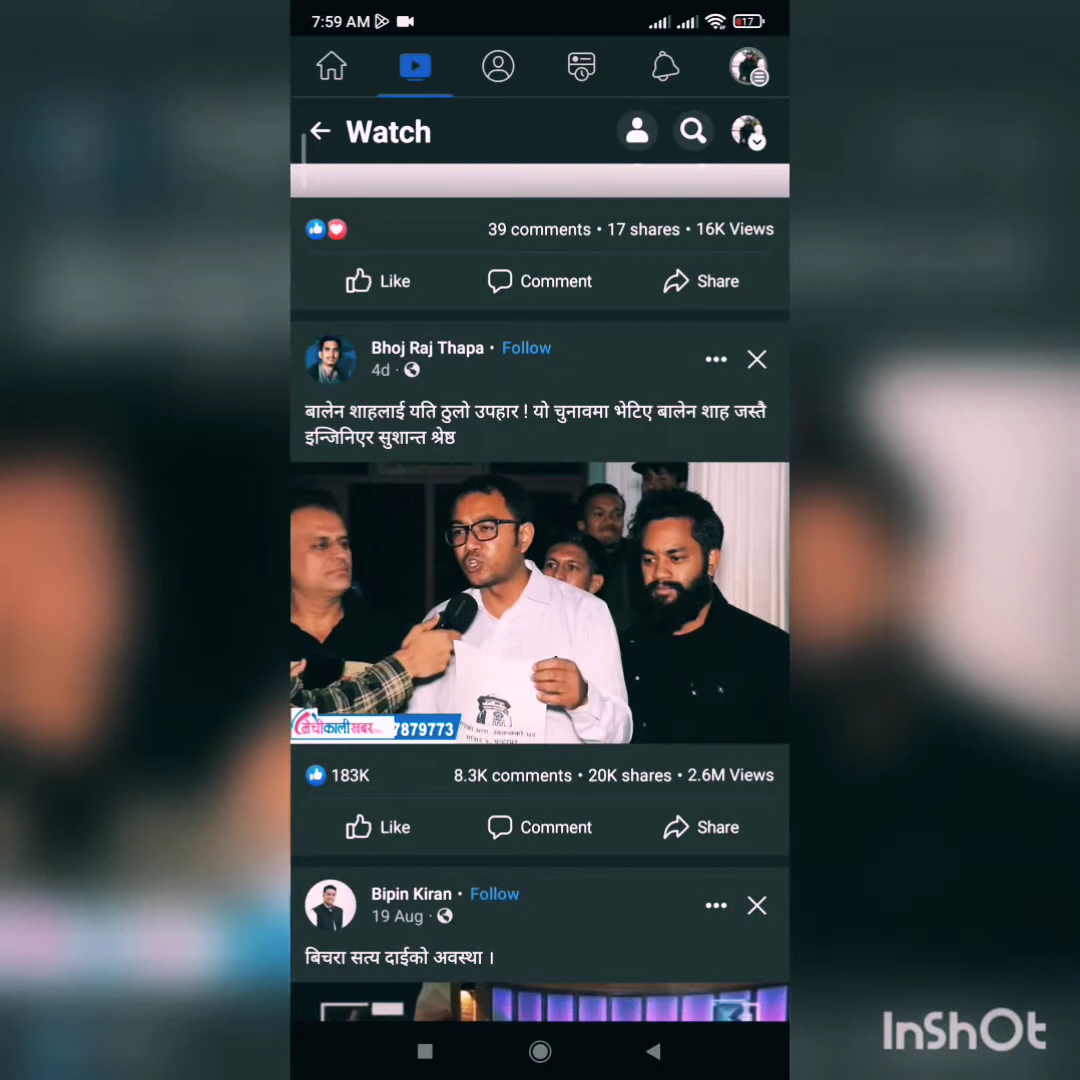 7:59 AM
17
Watch
39 comments • 17 shares • 16K Views
Like Comment Share
Bhoj Raj Thapa • Follow
4d ·
बालेन शाहलाई यति ठुलो उपहार ! यो चुनावमा भेटिए बालेन शाह जस्तै
इन्जिनिएर सुशान्त श्रेष्ठ
मेचीकालीखबर 7879773
183K 8.3K comments • 20K shares • 2.6M Views
Like Comment Share
Bipin Kiran • Follow
19 Aug ·
बिचरा सत्य दाईको अवस्था ।
InShOt